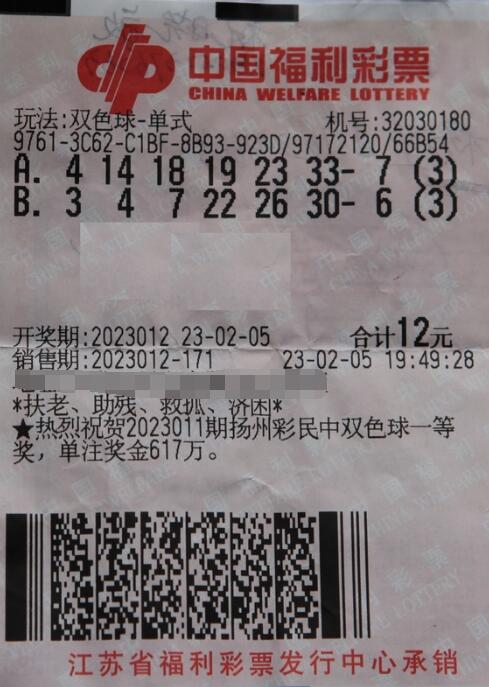 中国福利彩票
CHINA WELFARE LOTTERY
玩法:双色球-单式 机号:32030180
9761-3C62-C1BF-8B93-923D/97172120/66B54
A. 4 14 18 19 23 33- 7 (3)
B. 3 4 7 22 26 30- 6 (3)
开奖期:2023012 23-02-05 合计12元
销售期:2023012-171 23-02-05 19:49:28
*扶老、助残、救孤、济困*
★热烈祝贺2023011期扬州彩民中双色球一等
奖，单注奖金617万。
江苏省福利彩票发行中心承销